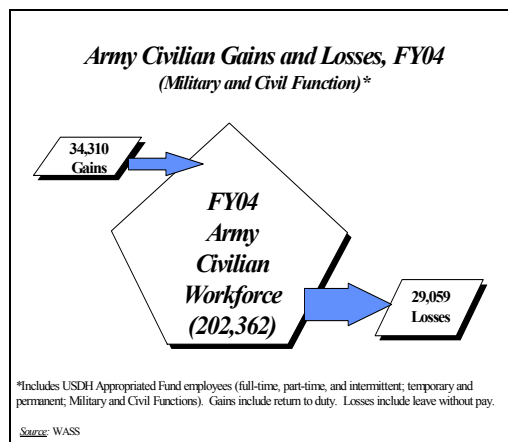 Army Civilian Gains and Losses, FY04
(Military and Civil Function)*
34,310
Gains
FY04
Army
Civilian
Workforce
(202,362)
29,059
Losses
*Includes USDH Appropriated Fund employees (full-time, part-time, and intermittent; temporary and
permanent; Military and Civil Functions). Gains include return to duty. Losses include leave without pay.
Source: WASS